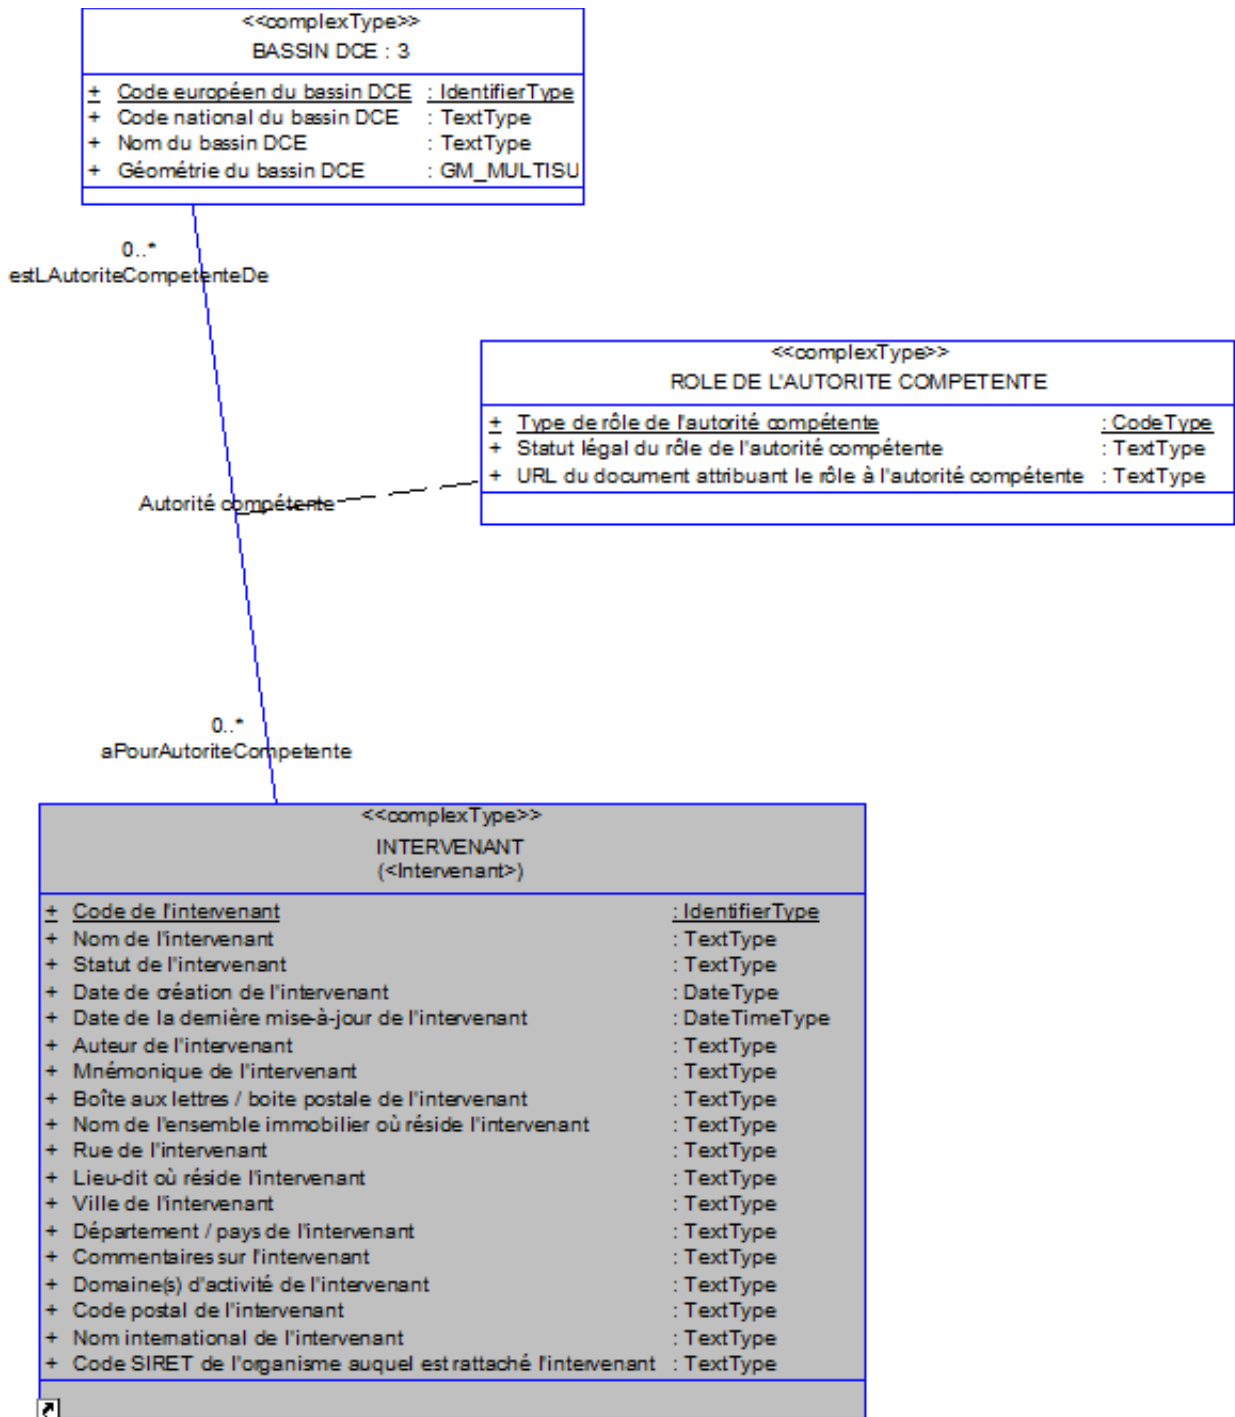 <<complexType>>
BASSIN DCE : 3
+ Code européen du bassin DCE : IdentifierType
+ Code national du bassin DCE : TextType
+ Nom du bassin DCE : TextType
+ Géométrie du bassin DCE : GM_MULTISU
0..*
estLAutoriteCompetenteDe
<<complexType>>
ROLE DE L'AUTORITE COMPETENTE
+ Type de rôle de l'autorité compétente : CodeType
+ Statut légal du rôle de l'autorité compétente : TextType
+ URL du document attribuant le rôle à l'autorité compétente : TextType
Autorité compétente
0..*
aPourAutoriteCompetente
<<complexType>>
INTERVENANT
(<Intervenant>)
+ Code de l'intervenant : IdentifierType
+ Nom de l'intervenant : TextType
+ Statut de l'intervenant : TextType
+ Date de création de l'intervenant : DateType
+ Date de la dernière mise-à-jour de l'intervenant : DateTimeType
+ Auteur de l'intervenant : TextType
+ Mnémonique de l'intervenant : TextType
+ Boîte aux lettres / boite postale de l'intervenant : TextType
+ Nom de l'ensemble immobilier où réside l'intervenant : TextType
+ Rue de l'intervenant : TextType
+ Lieu-dit où réside l'intervenant : TextType
+ Ville de l'intervenant : TextType
+ Département / pays de l'intervenant : TextType
+ Commentaires sur l'intervenant : TextType
+ Domaine(s) d'activité de l'intervenant : TextType
+ Code postal de l'intervenant : TextType
+ Nom international de l'intervenant : TextType
+ Code SIRET de l'organisme auquel est rattaché l'intervenant : TextType